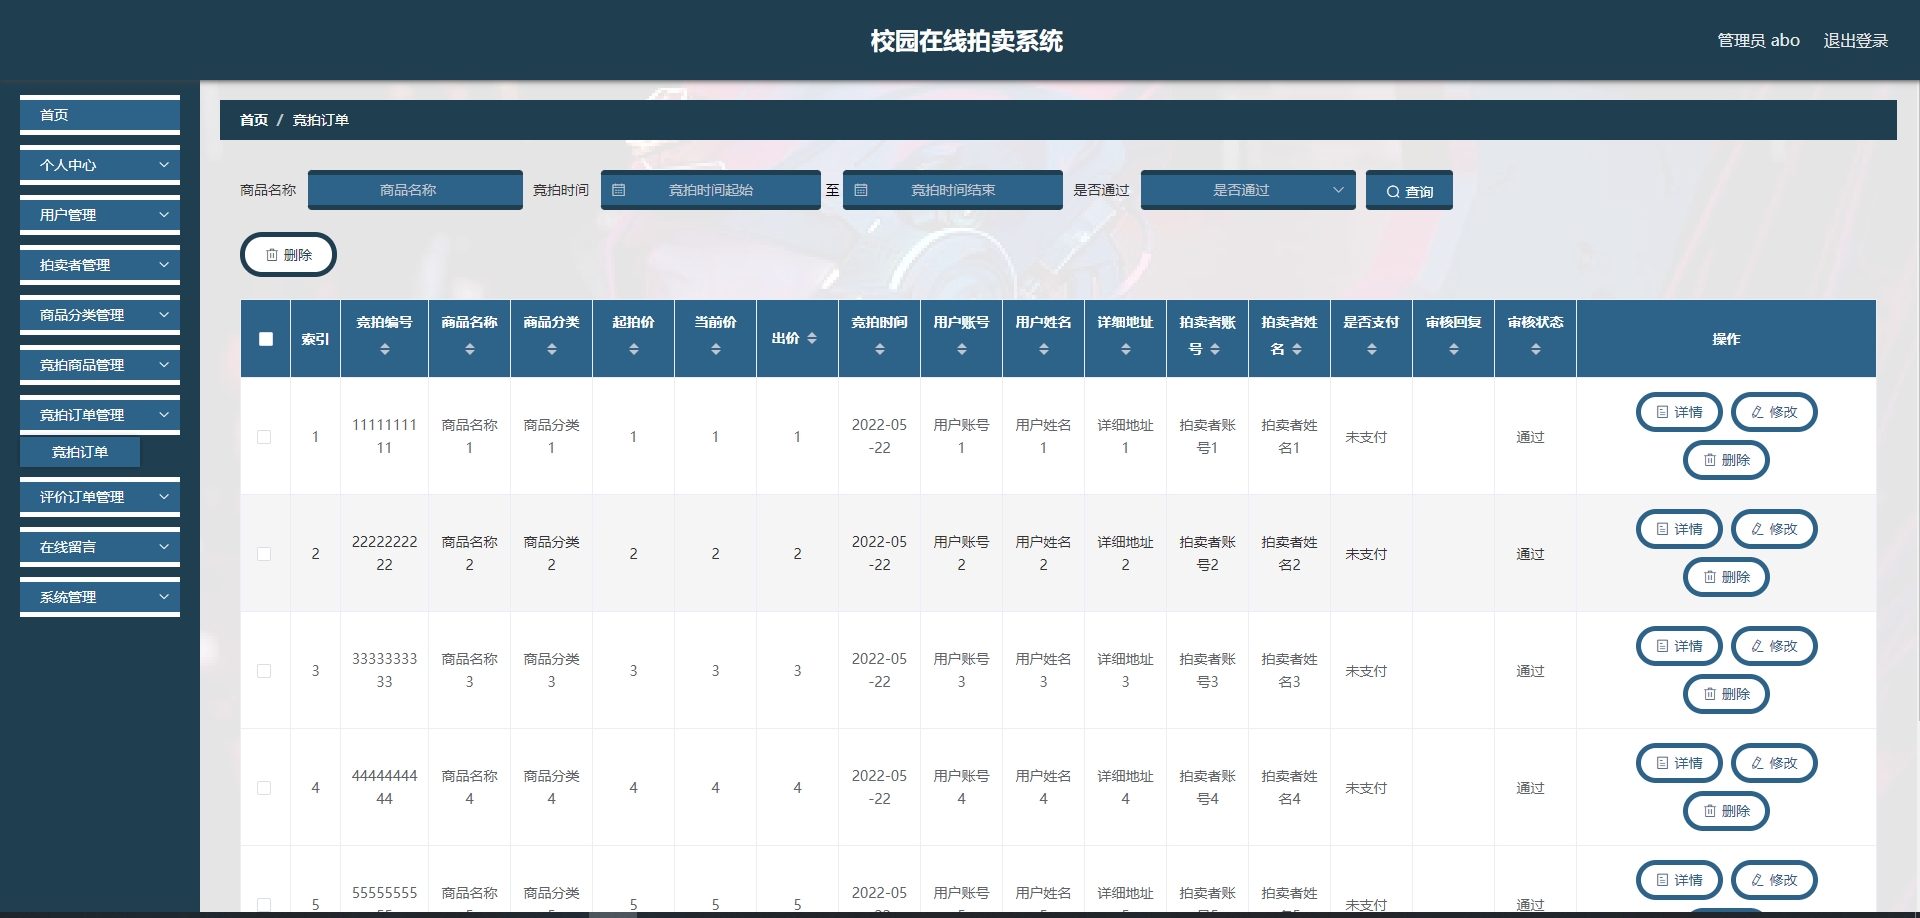 校园在线拍卖系统
管理员 abo 退出登录
首页
个人中心
用户管理
拍卖者管理
商品分类管理
竞拍商品管理
竞拍订单管理
竞拍订单
评价订单管理
在线留言
系统管理
首页 / 竞拍订单
商品名称 商品名称 竞拍时间 竞拍时间起始 至 竞拍时间结束 是否通过 是否通过 查询
删除
索引 竞拍编号 商品名称 商品分类 起拍价 当前价 出价 竞拍时间 用户账号 用户姓名 详细地址 拍卖者账号 拍卖者姓名 是否支付 审核回复 审核状态 操作
1 1111111111 商品名称1 商品分类1 1 1 1 2022-05-22 用户账号1 用户姓名1 详细地址1 拍卖者账号1 拍卖者姓名1 未支付 通过 详情 修改 删除
2 2222222222 商品名称2 商品分类2 2 2 2 2022-05-22 用户账号2 用户姓名2 详细地址2 拍卖者账号2 拍卖者姓名2 未支付 通过 详情 修改 删除
3 3333333333 商品名称3 商品分类3 3 3 3 2022-05-22 用户账号3 用户姓名3 详细地址3 拍卖者账号3 拍卖者姓名3 未支付 通过 详情 修改 删除
4 4444444444 商品名称4 商品分类4 4 4 4 2022-05-22 用户账号4 用户姓名4 详细地址4 拍卖者账号4 拍卖者姓名4 未支付 通过 详情 修改 删除
5 55555555 商品名称 商品分类 5 5 5 2022-05 用户账号 用户姓名 详细地址 拍卖者账 拍卖者姓 未支付 通过 详情 修改